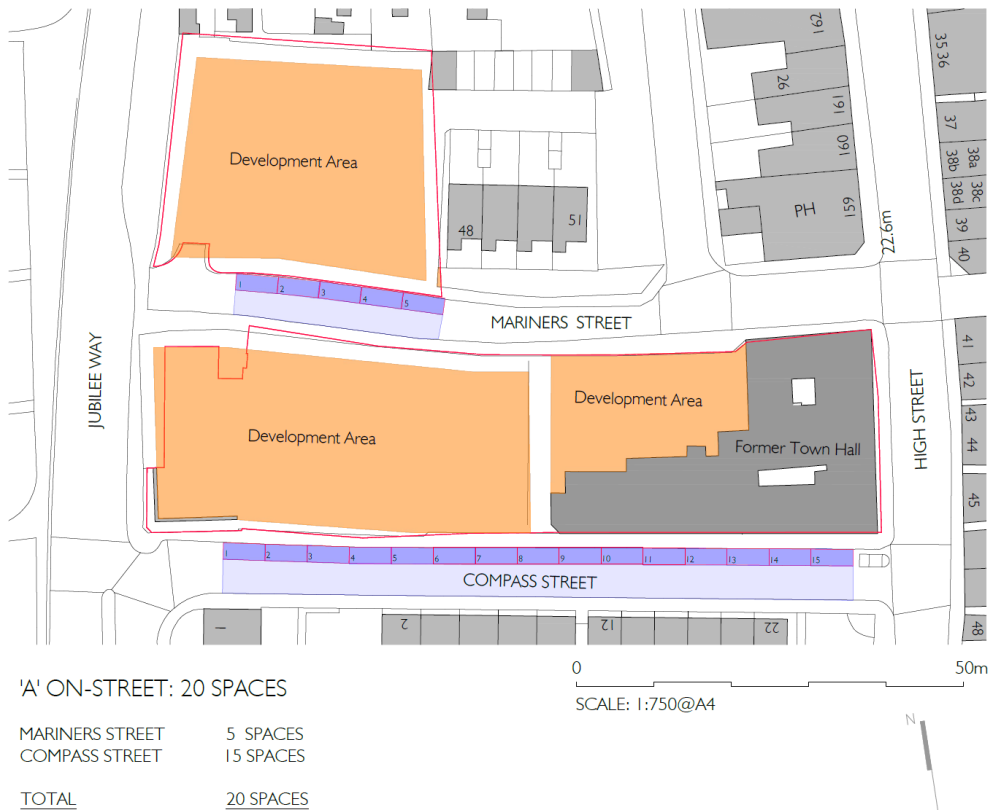 162
26
161
160
159
PH
22.6m
35 36
37
38a
38b
38c
38d
39
40
Development Area
48
51
1 2 3 4 5
MARINERS STREET
JUBILEE WAY
Development Area
Development Area
Former Town Hall
HIGH STREET
41
42
43
44
45
1 2 3 4 5 6 7 8 9 10 11 12 13 14 15
COMPASS STREET
1
2
12
22
48
'A' ON-STREET: 20 SPACES
0 50m
SCALE: 1:750@A4
N
MARINERS STREET 5 SPACES
COMPASS STREET 15 SPACES
TOTAL 20 SPACES